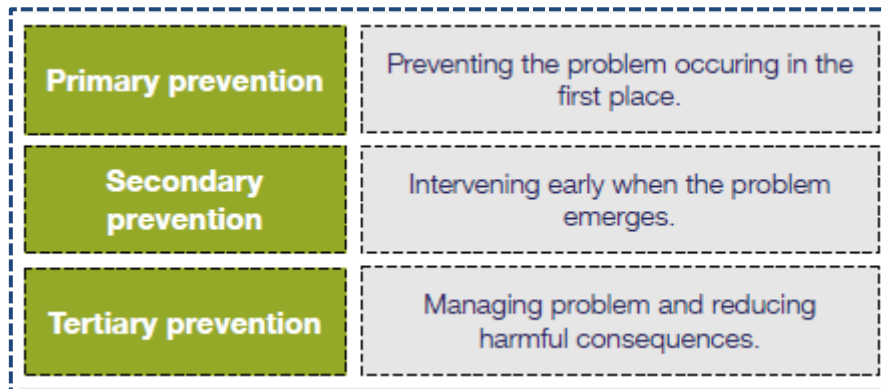 Primary prevention
Preventing the problem occuring in the
first place.
Secondary
prevention
Intervening early when the problem
emerges.
Tertiary prevention
Managing problem and reducing
harmful consequences.